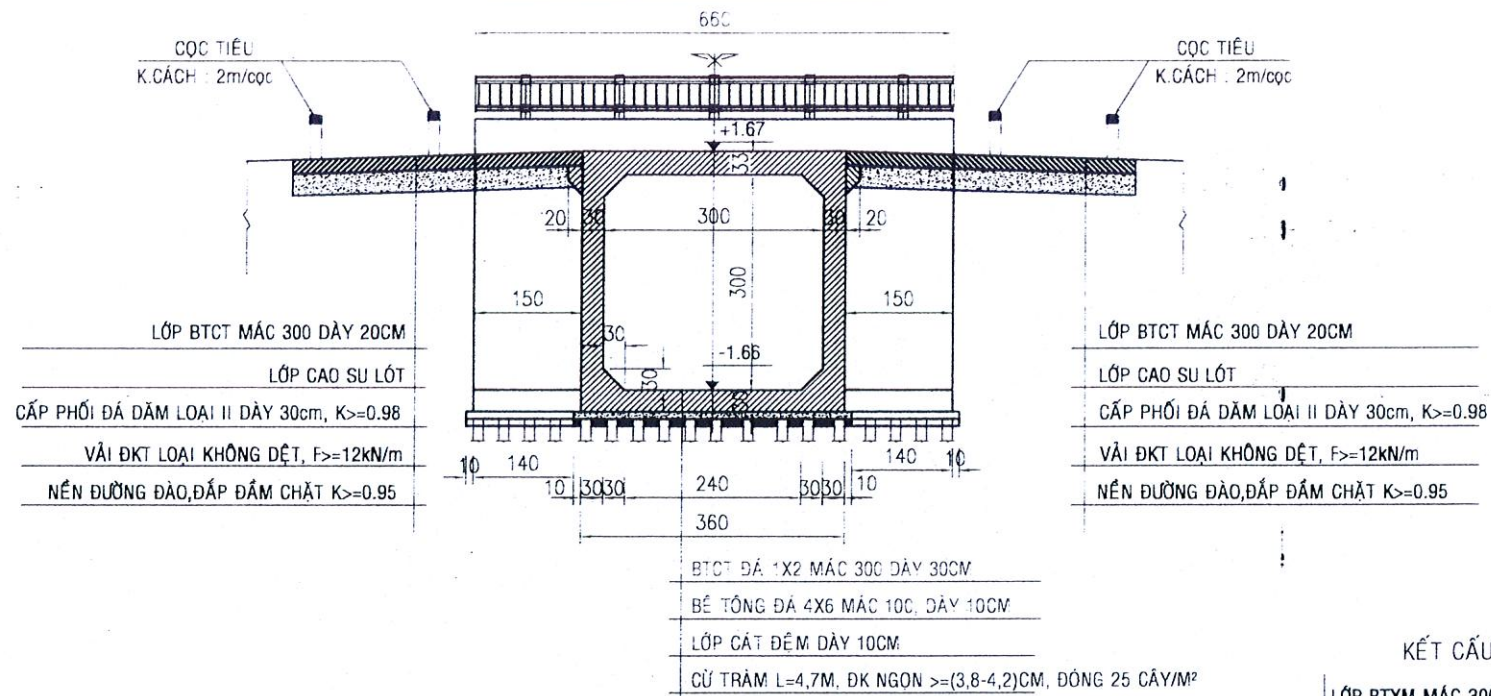 660
CỌC TIÊU
K.CÁCH : 2m/cọc
CỌC TIÊU
K.CÁCH : 2m/cọc
+1.67
33
20 30 300 30 20
300
150
150
30
30
-1.66
30
LỚP BTCT MÁC 300 DÀY 20CM
LỚP CAO SU LÓT
CẤP PHỐI ĐÁ DĂM LOẠI II DÀY 30cm, K>=0.98
VẢI ĐKT LOẠI KHÔNG DỆT, F>=12kN/m
NỀN ĐƯỜNG ĐÀO,ĐẮP ĐẦM CHẶT K>=0.95
LỚP BTCT MÁC 300 DÀY 20CM
LỚP CAO SU LÓT
CẤP PHỐI ĐÁ DĂM LOẠI II DÀY 30cm, K>=0.98
VẢI ĐKT LOẠI KHÔNG DỆT, F>=12kN/m
NỀN ĐƯỜNG ĐÀO,ĐẮP ĐẦM CHẶT K>=0.95
10 140 140 10
10 30 30 240 30 30 10
360
BTCT ĐÁ 1X2 MÁC 300 DÀY 30CM
BÊ TÔNG ĐÁ 4X6 MÁC 100, DÀY 10CM
LỚP CÁT ĐỆM DÀY 10CM
CỪ TRÀM L=4,7M, ĐK NGỌN >=(3,8-4,2)CM, ĐÓNG 25 CÂY/M²
KẾT CẤU
LỚP BTXM MÁC 300